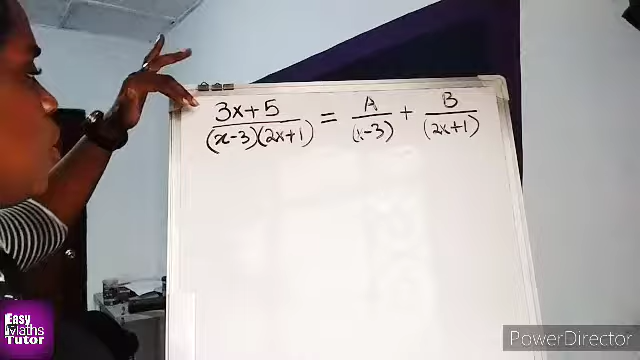 3x+5 / (x-3)(2x+1) = A / (x-3) + B / (2x+1)
Easy
Maths
Tutor
PowerDirector